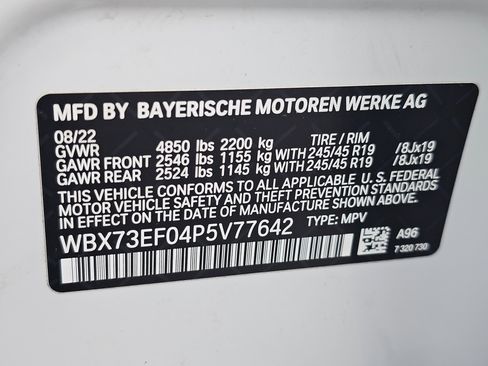 MFD BY BAYERISCHE MOTOREN WERKE AG
08/22
GVWR 4850 lbs 2200 kg TIRE / RIM
GAWR FRONT 2546 lbs 1155 kg WITH 245/45 R19 /8Jx19
GAWR REAR 2524 lbs 1145 kg WITH 245/45 R19 /8Jx19
THIS VEHICLE CONFORMS TO ALL APPLICABLE U.S. FEDERAL
MOTOR VEHICLE SAFETY AND THEFT PREVENTION STANDARDS
IN EFFECT ON THE DATE OF MANUFACTURE SHOWN ABOVE.
WBX73EF04P5V77642 TYPE: MPV
A96
7 320 730